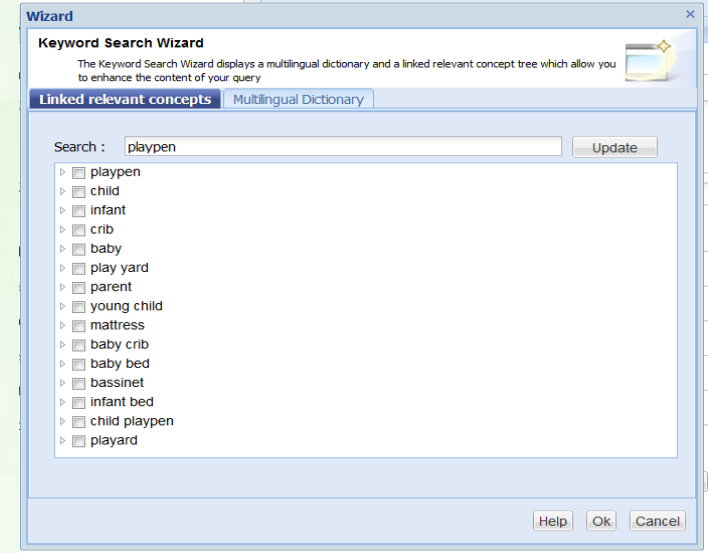 Wizard
Keyword Search Wizard
The Keyword Search Wizard displays a multilingual dictionary and a linked relevant concept tree which allow you
to enhance the content of your query
Linked relevant concepts Multilingual Dictionary
Search : playpen Update
playpen
child
infant
crib
baby
play yard
parent
young child
mattress
baby crib
baby bed
bassinet
infant bed
child playpen
playard
Help Ok Cancel